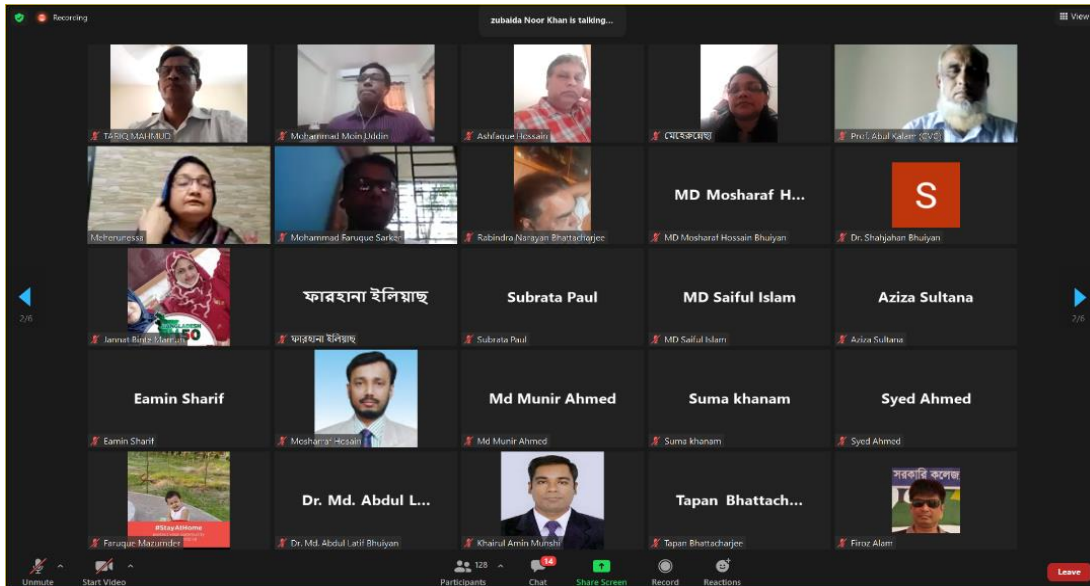 Recording
zubaida Noor Khan is talking...
View
TARIQ MAHMUD
Mohammad Moin Uddin
Ashfaque Hossain
মেহেরুন্নেছা
Prof. Abul Kalam (CVC)
Meherunessa
Mohammad Faruque Sarker
Rabindra Narayan Bhattacharjee
MD Mosharaf H...
MD Mosharaf Hossain Bhuiyan
S
Dr. Shahjahan Bhuiyan
BANGLADESH
50
Jannat Binte Mamun
ফারহানা ইলিয়াছ
ফারহানা ইলিয়াছ
Subrata Paul
Subrata Paul
MD Saiful Islam
MD Saiful Islam
Aziza Sultana
Aziza Sultana
2/6
2/6
Eamin Sharif
Eamin Sharif
Mosharraf Hosain
Md Munir Ahmed
Md Munir Ahmed
Suma khanam
Suma khanam
Syed Ahmed
Syed Ahmed
#StayAtHome
Faruque Mazumder
Dr. Md. Abdul L...
Dr. Md. Abdul Latif Bhuiyan
Khairul Amin Munshi
Tapan Bhattach...
Tapan Bhattacharjee
সরকারি কলেজ
Firoz Alam
Unmute
Start Video
128
Participants
14
Chat
Share Screen
Record
Reactions
Leave